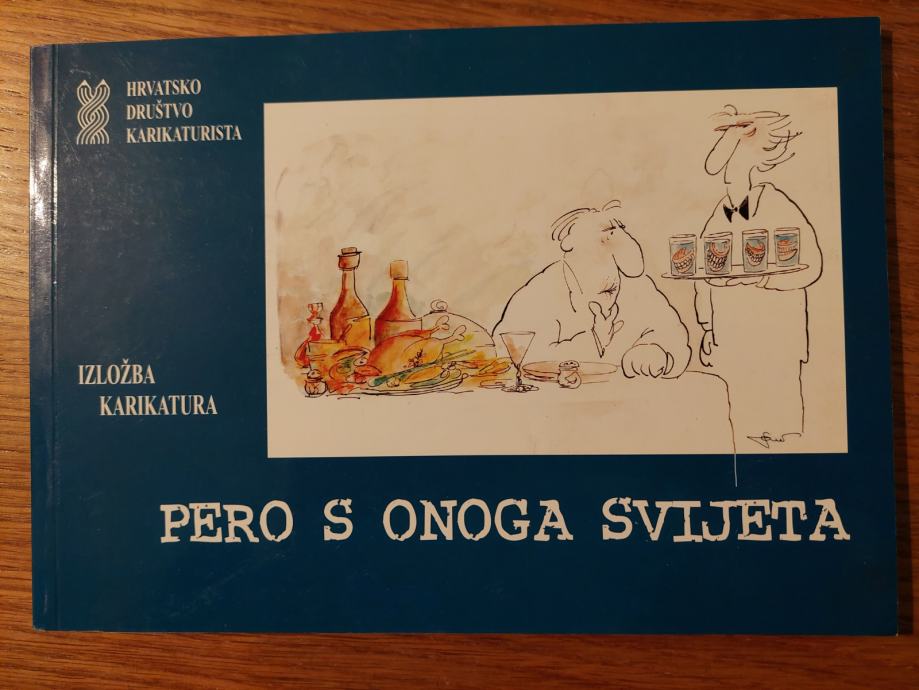 HRVATSKO
DRUŠTVO
KARIKATURISTA
IZLOŽBA
KARIKATURA
PERO S ONOGA SVIJETA